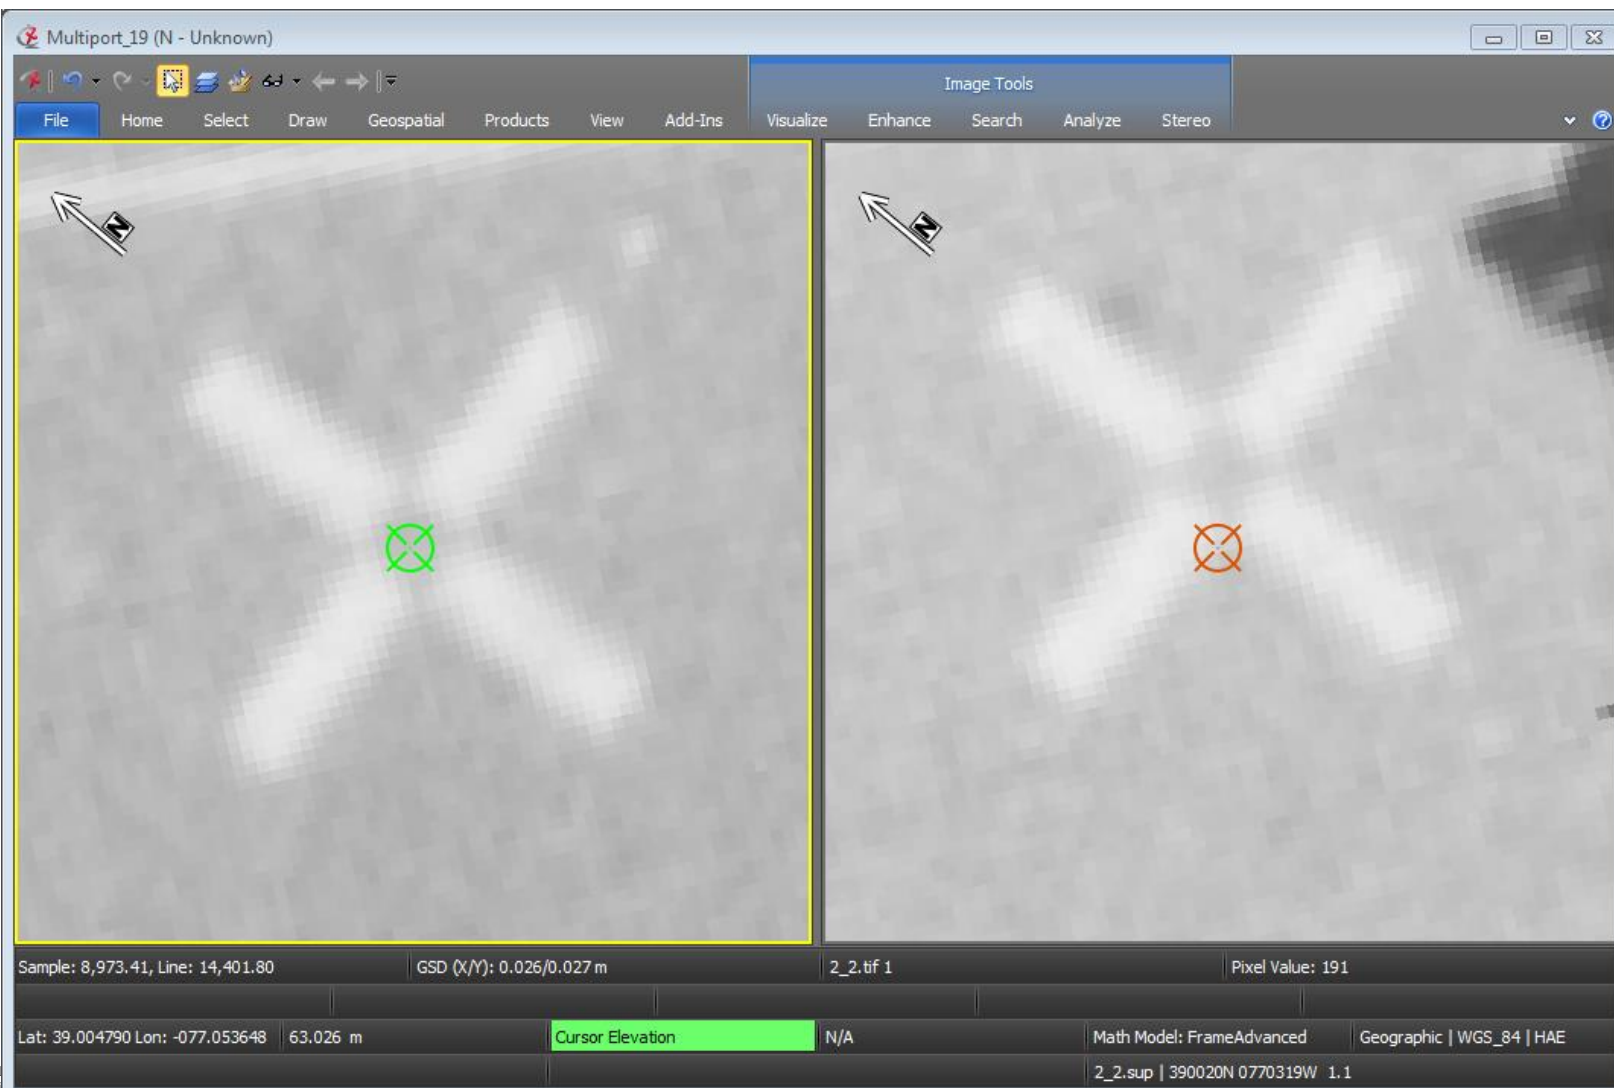 Multiport_19 (N - Unknown)
Image Tools
File Home Select Draw Geospatial Products View Add-Ins Visualize Enhance Search Analyze Stereo
N N
Sample: 8,973.41, Line: 14,401.80 GSD (X/Y): 0.026/0.027 m 2_2.tif 1 Pixel Value: 191
Lat: 39.004790 Lon: -077.053648 63.026 m Cursor Elevation N/A Math Model: FrameAdvanced Geographic | WGS_84 | HAE
2_2.sup | 390020N 0770319W 1.1